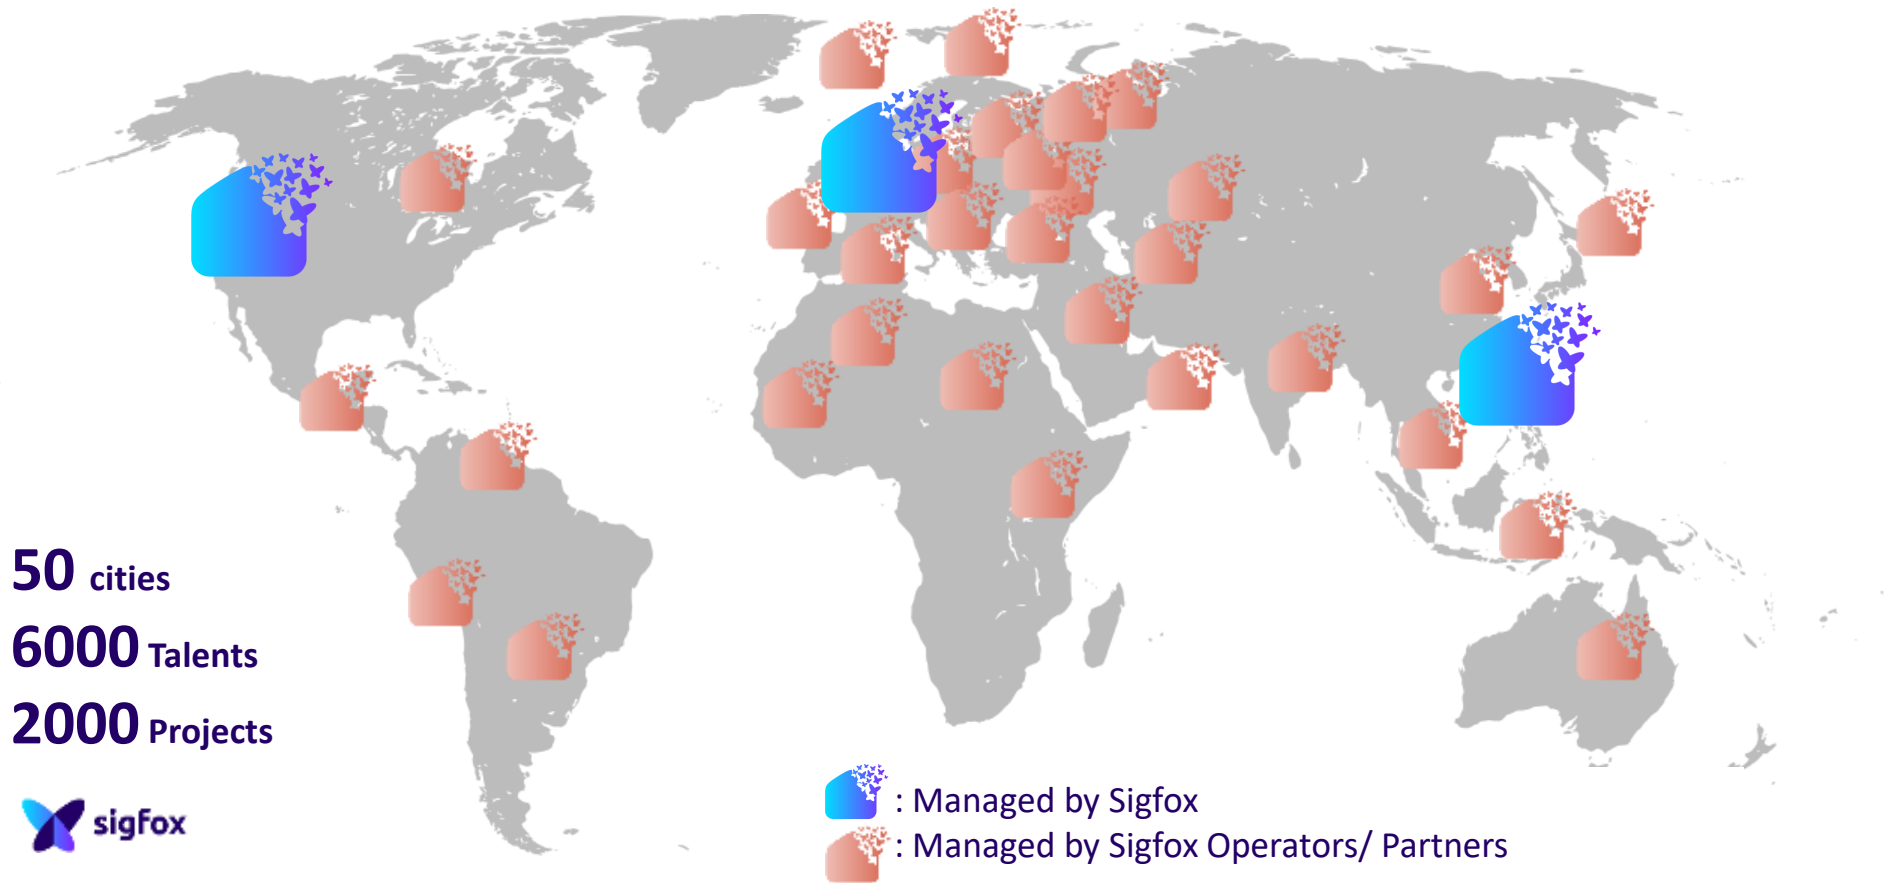 50 cities
6000 Talents
2000 Projects
sigfox
: Managed by Sigfox
: Managed by Sigfox Operators/ Partners